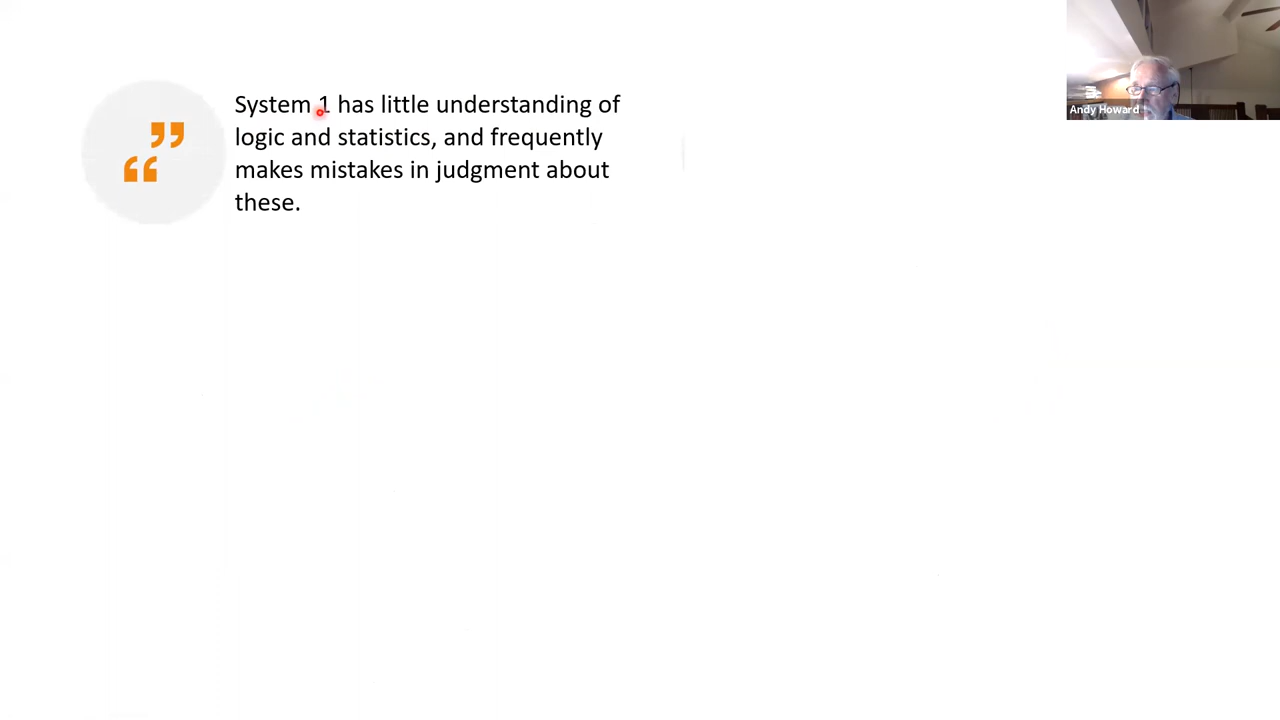 System 1 has little understanding of
logic and statistics, and frequently
makes mistakes in judgment about
these.
Andy Howard